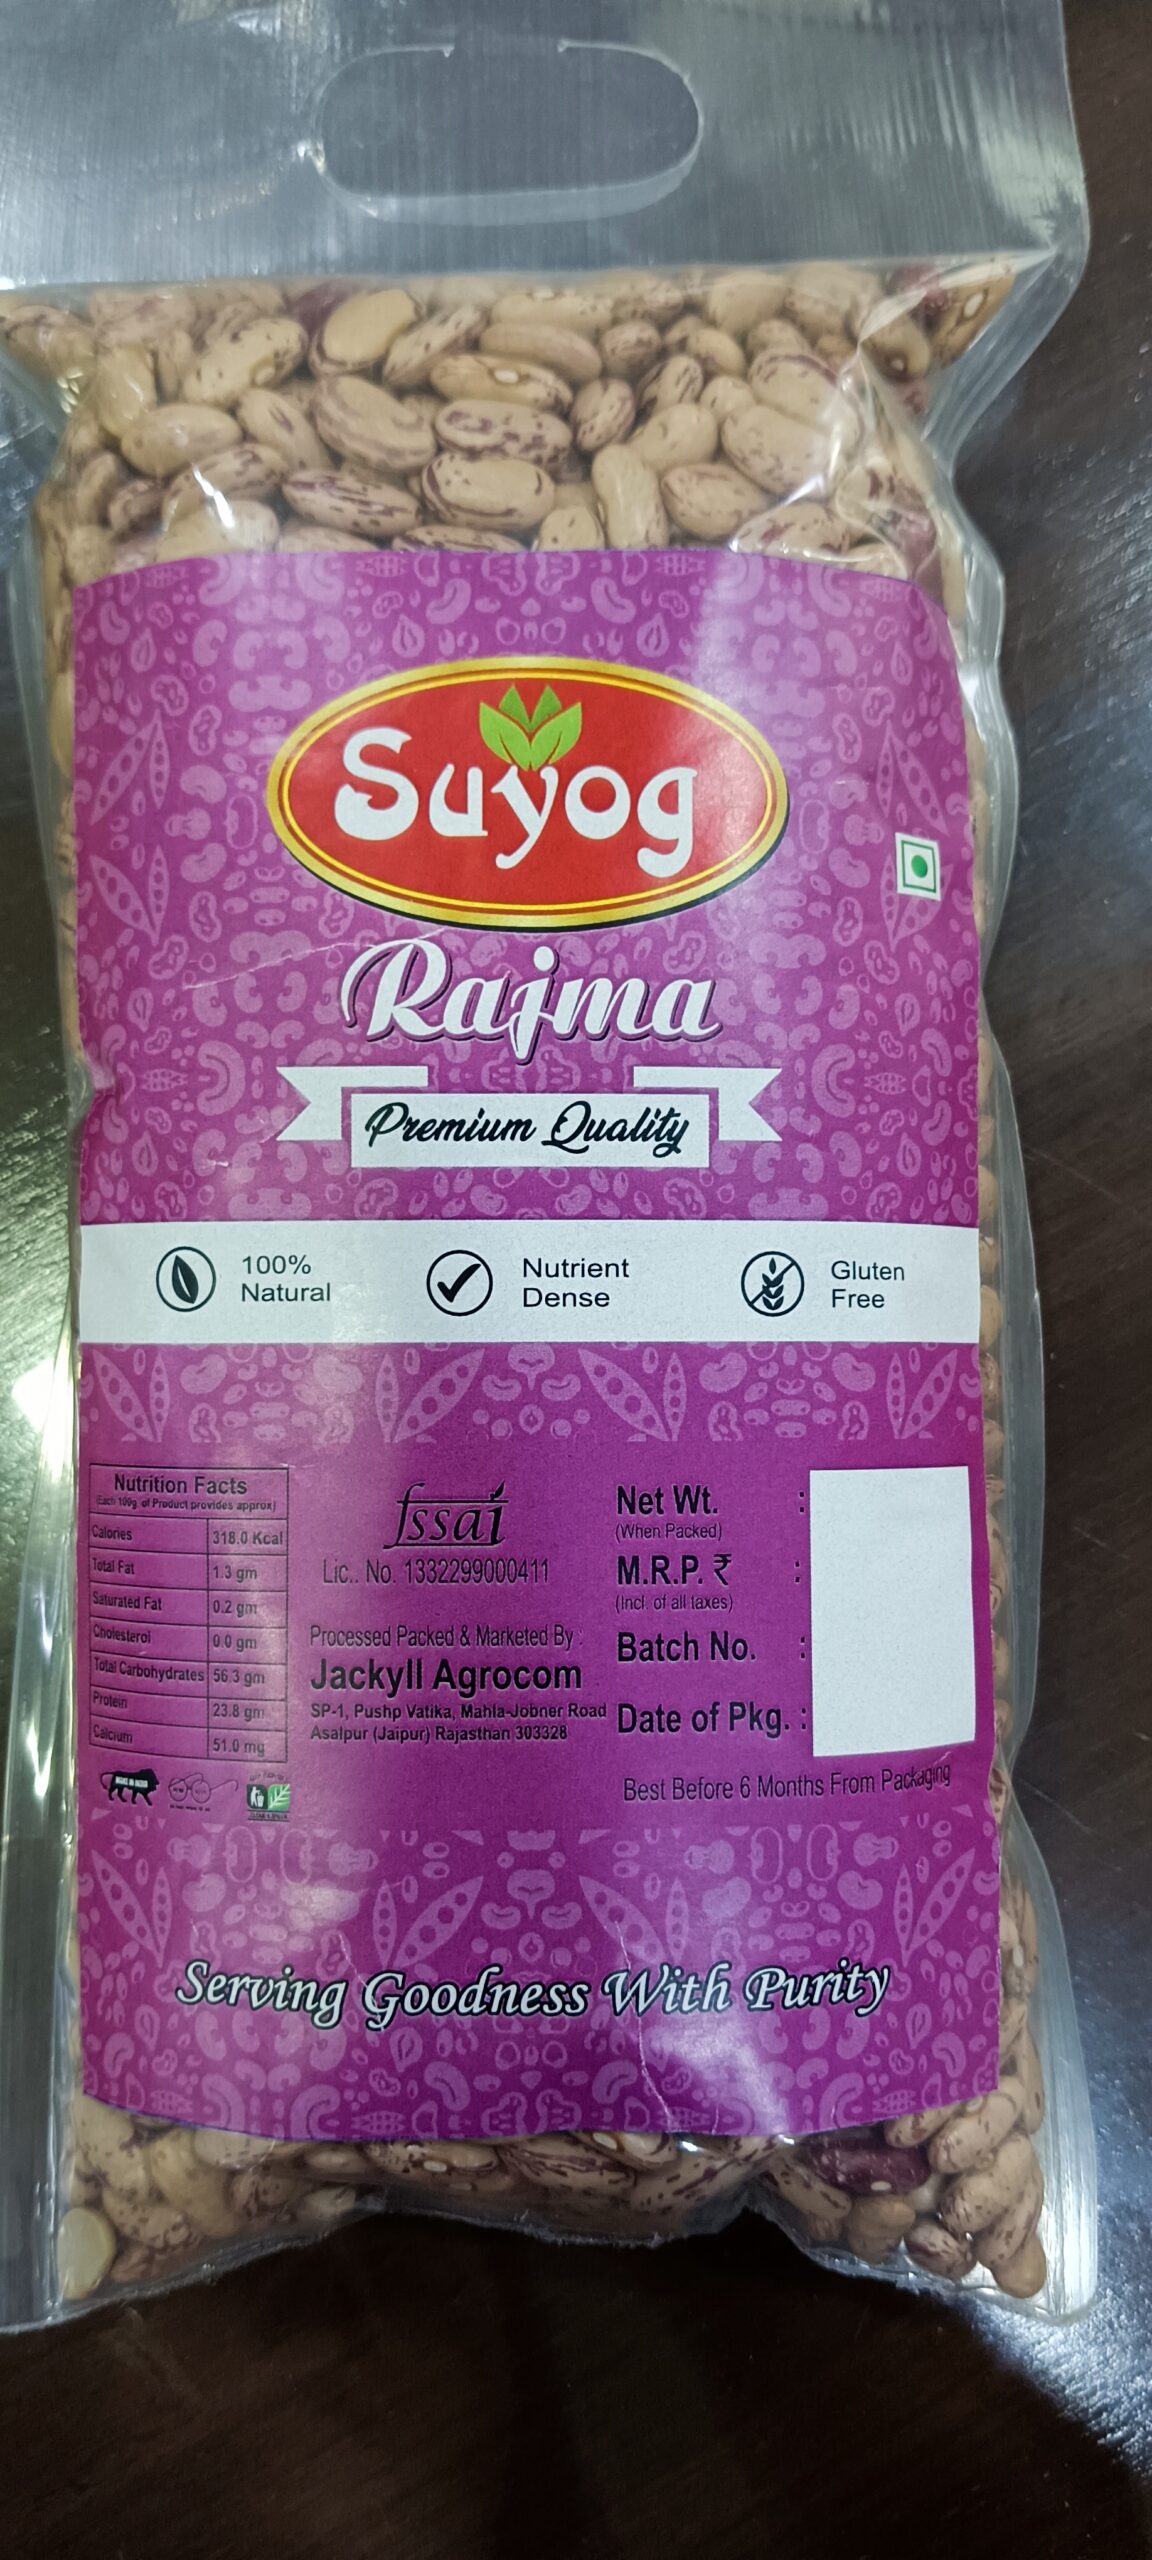 Suyog
Rajma
Premium Quality
100%
Natural
Nutrient
Dense
Gluten
Free
Nutrition Facts
(Each 100g of Product provides approx)
Calories 318.0 Kcal
Total Fat 1.3 gm
Saturated Fat 0.2 gm
Cholesterol 0.0 gm
Total Carbohydrates 56.3 gm
Protein 23.8 gm
Calcium 51.0 mg
MAKE IN INDIA
fssai
Lic.. No. 1332299000411
Processed Packed & Marketed By :
Jackyll Agrocom
SP-1, Pushp Vatika, Mahla-Jobner Road
Asalpur (Jaipur) Rajasthan 303328
Net Wt. :
(When Packed)
M.R.P. ₹ :
(Incl. of all taxes)
Batch No. :
Date of Pkg. :
Best Before 6 Months From Packaging
Serving Goodness With Purity